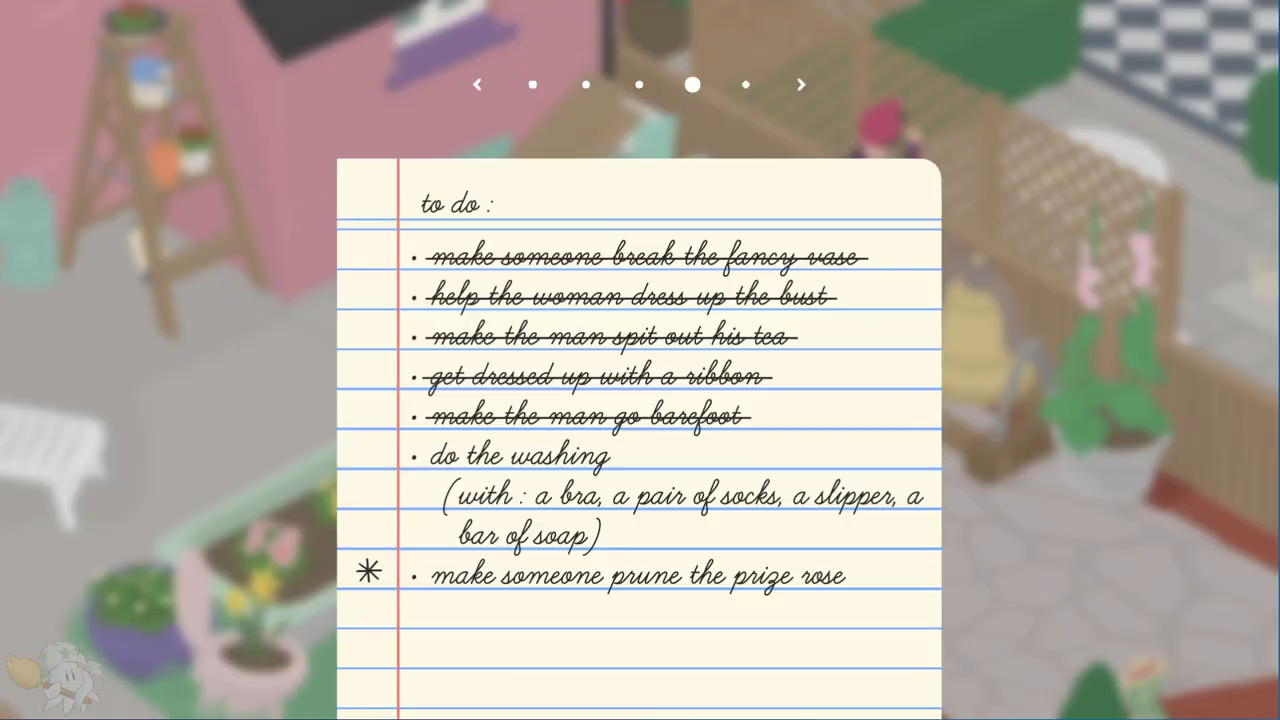 to do :
• make someone break the fancy vase
• help the woman dress up the bust
• make the man spit out his tea
• get dressed up with a ribbon
• make the man go barefoot
• do the washing
(with : a bra, a pair of socks, a slipper, a
bar of soap)
* • make someone prune the prize rose